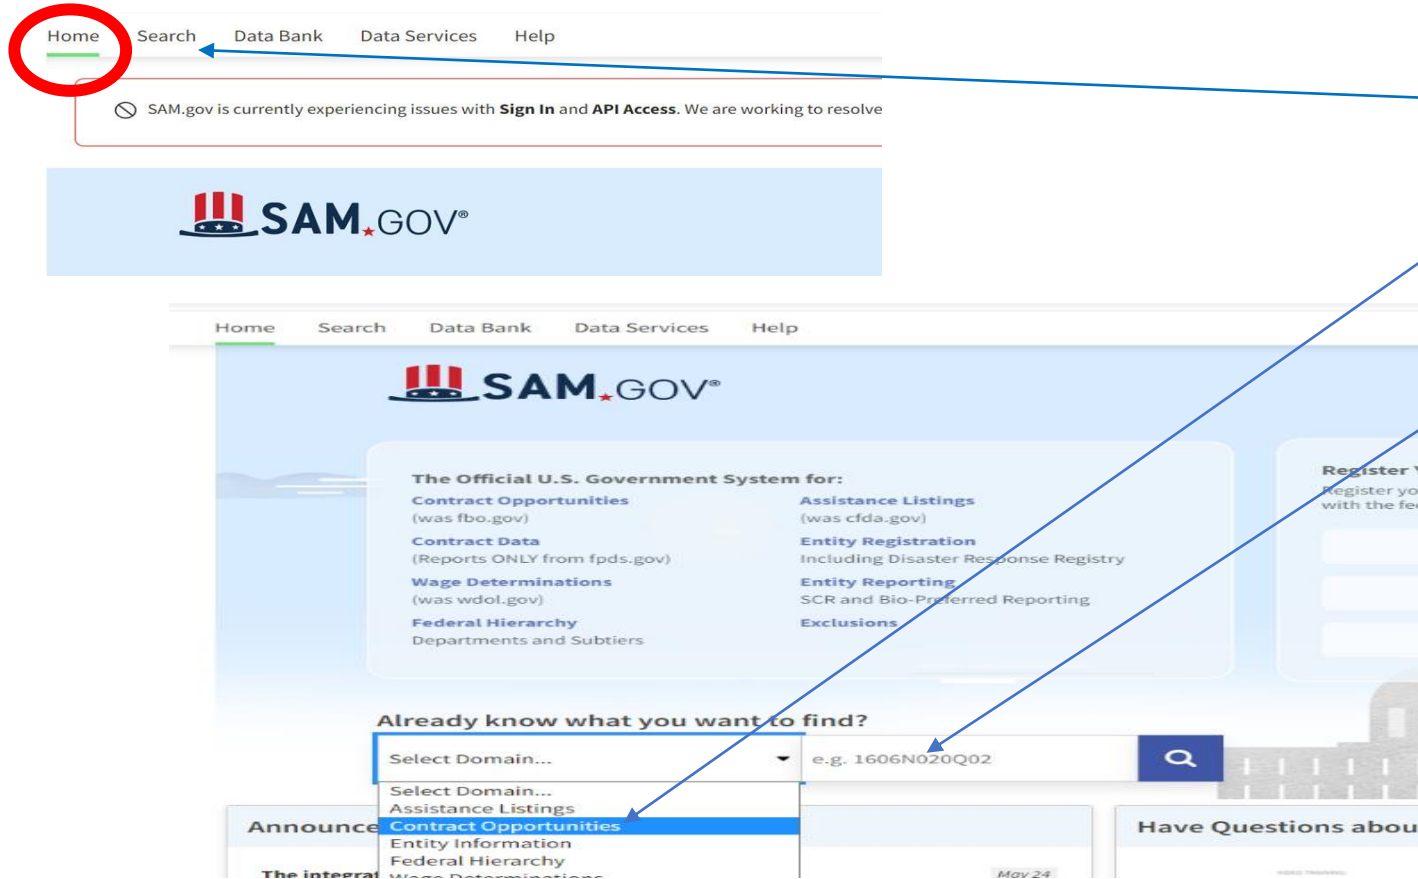 Home Search Data Bank Data Services Help
SAM.gov is currently experiencing issues with Sign In and API Access. We are working to resolve
SAM.GOV®
Home Search Data Bank Data Services Help
SAM.GOV®
The Official U.S. Government System for:
Contract Opportunities
(was fbo.gov)
Contract Data
(Reports ONLY from fpds.gov)
Wage Determinations
(was wdol.gov)
Federal Hierarchy
Departments and Subtiers
Assistance Listings
(was cfda.gov)
Entity Registration
Including Disaster Response Registry
Entity Reporting
SCR and Bio-Preferred Reporting
Exclusions
Register
Register yo
with the fe
Already know what you want to find?
Select Domain... e.g. 1606N020Q02
Select Domain...
Assistance Listings
Contract Opportunities
Entity Information
Federal Hierarchy
Wage Determinations
Announce
The integra
May 24
Have Questions abou